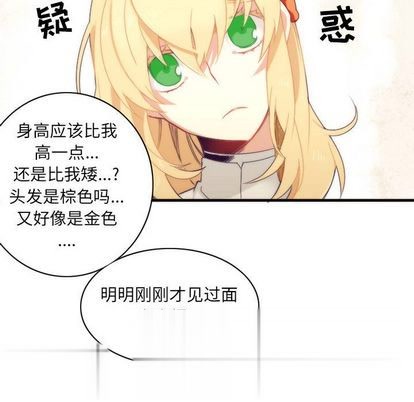 疑惑
身高应该比我
高一点...
还是比我矮...?
头发是棕色吗...
又好像是金色
....
明明刚刚才见过面